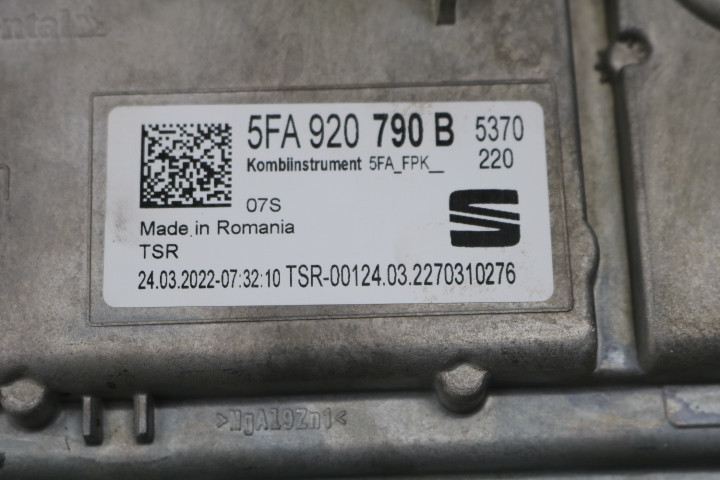 5FA 920 790 B 5370
Kombiinstrument 5FA_FPK__ 220
07S
Made in Romania
TSR
24.03.2022-07:32:10 TSR-00124.03.2270310276
>MgAl9Zn1<